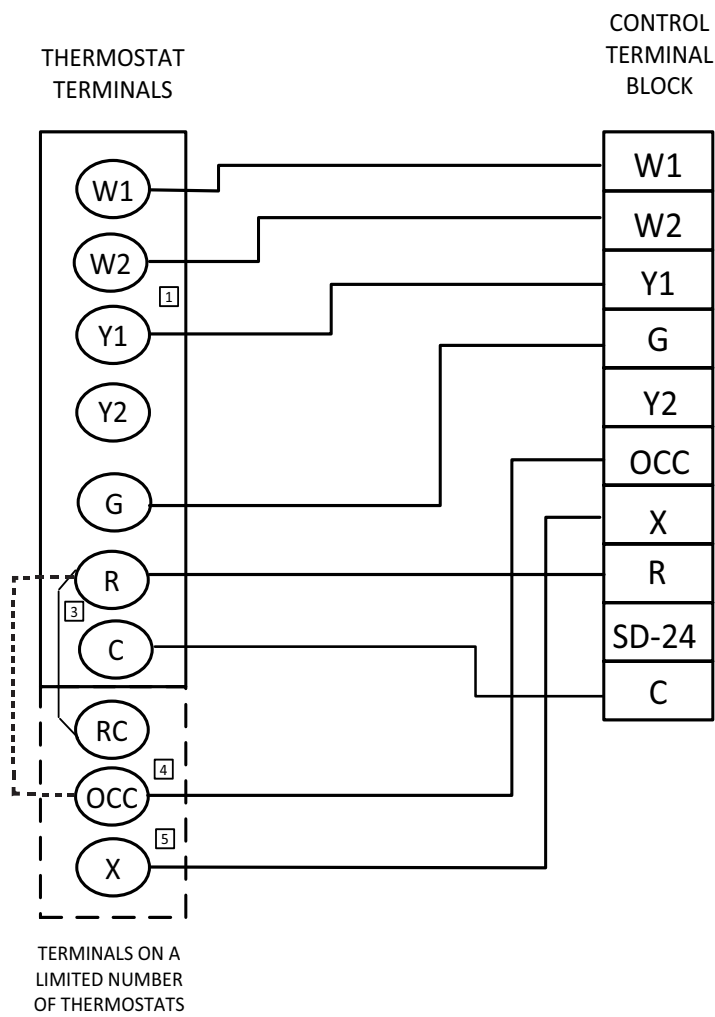 THERMOSTAT
TERMINALS
CONTROL
TERMINAL
BLOCK
W1
W2
1
Y1
Y2
G
R
3
C
RC
4
OCC
5
X
TERMINALS ON A
LIMITED NUMBER
OF THERMOSTATS
W1
W2
Y1
G
Y2
OCC
X
R
SD-24
C